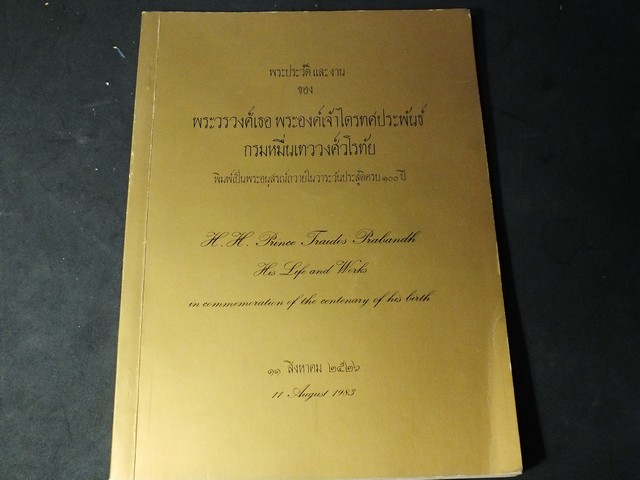 พระประวัติ และ งาน
ของ
พระวรวงศ์เธอ พระองค์เจ้าไตรทศประพันธ์
กรมหมื่นเทววงศ์วโรทัย
พิมพ์เป็นพระอนุสรณ์ถวายในวาระวันประสูติครบ ๑๐๐ ปี
H. H. Prince Traidos Prabandh
His Life and Works
in commemoration of the centenary of his birth
๑๑ สิงหาคม ๒๕๒๖
11 August 1983